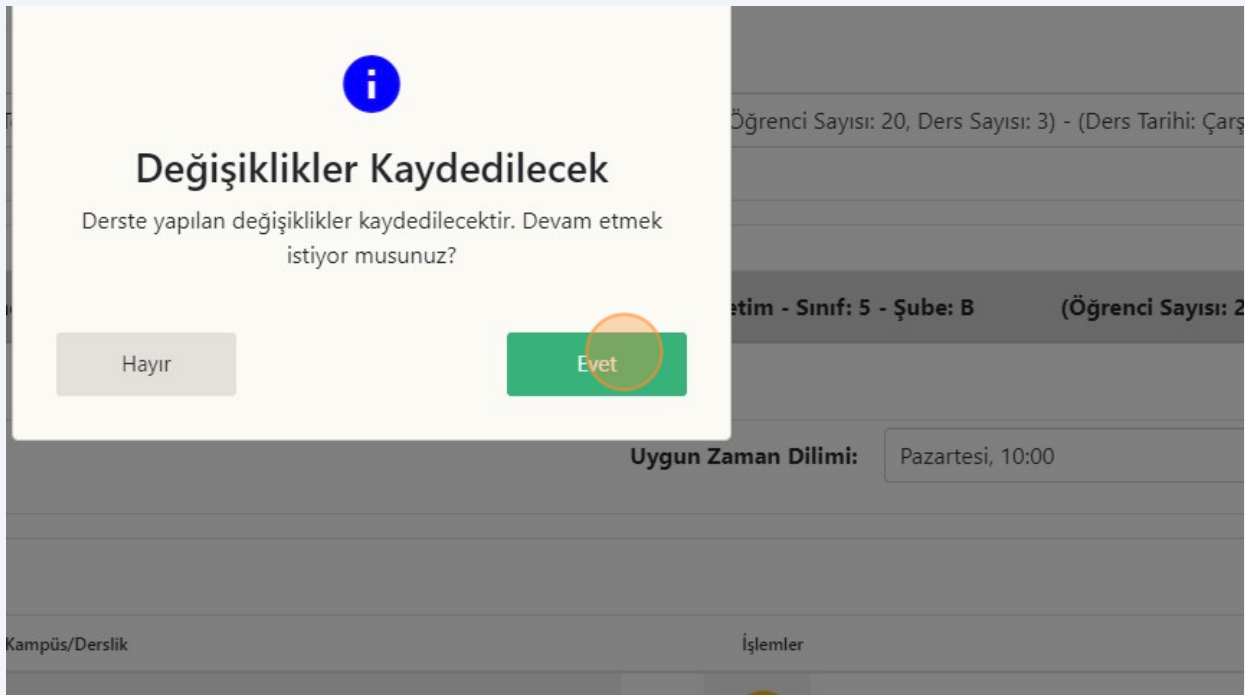 Öğrenci Sayısı: 20, Ders Sayısı: 3) - (Ders Tarihi: Çarş
Değişiklikler Kaydedilecek
Derste yapılan değişiklikler kaydedilecektir. Devam etmek
istiyor musunuz?
etim - Sınıf: 5 - Şube: B (Öğrenci Sayısı: 2
Hayır Evet
Uygun Zaman Dilimi: Pazartesi, 10:00
Kampüs/Derslik İşlemler